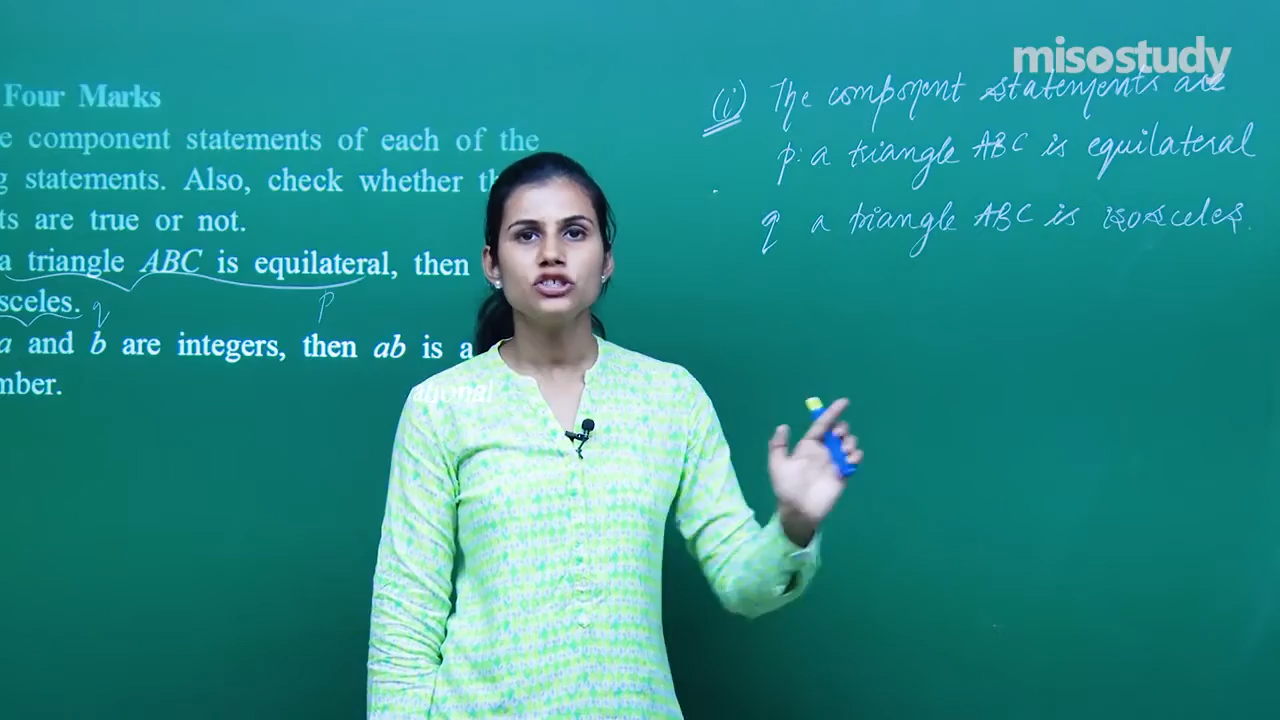 misostudy
Four Marks
e component statements of each of the
g statements. Also, check whether th
ts are true or not.
a triangle ABC is equilateral, then
sceles. q p
a and b are integers, then ab is a
mber. ational
(i) The component statements are
p: a triangle ABC is equilateral
q a triangle ABC is isosceles.